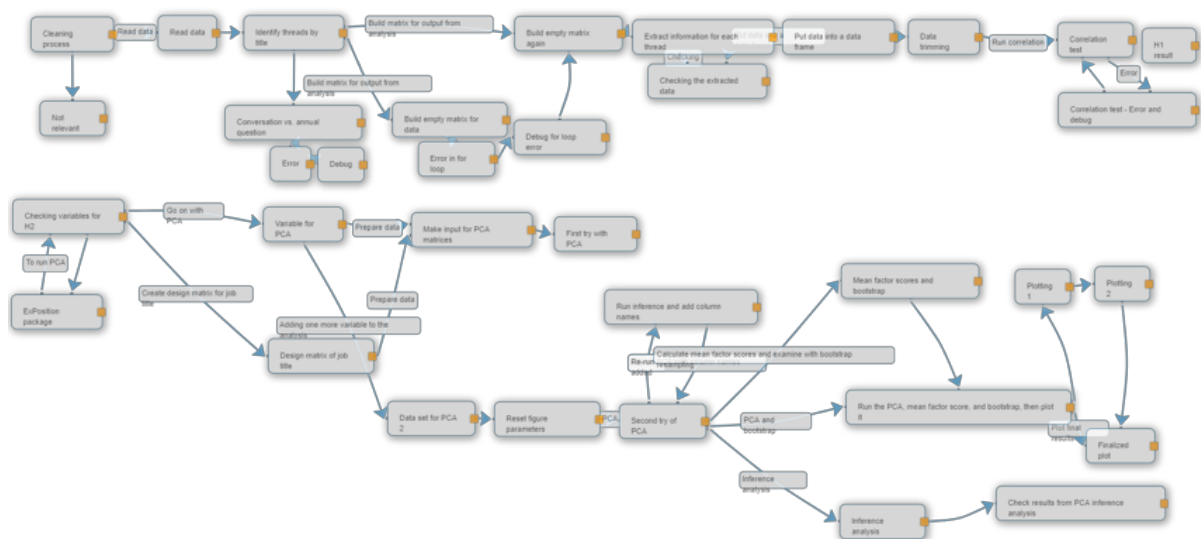 Cleaning
process
Read data
Read data
Identify threads by
title
Build matrix for output from
analysis
Build empty matrix
again
Extract information for each
thread
Put data into a data
frame
Data
trimming
Run correlation
Correlation
test
H1
result
Checking
Checking the extracted
data
Error
Correlation test - Error and
debug
Not
relevant
Build matrix for output from
analysis
Conversation vs. annual
question
Error
Debug
Build empty matrix for
data
Error in for
loop
Debug for loop
error
Checking variables for
H2
Go on with
PCA
Variable for
PCA
Prepare data
Make input for PCA
matrices
First try with
PCA
To run PCA
ExPosition
package
Create design matrix for job
title
Prepare data
Adding one more variable to the
analysis
Design matrix of job
title
Run inference and add column
names
Mean factor scores and
bootstrap
Plotting
1
Plotting
2
Re-run
added
Calculate mean factor scores and examine with bootstrap
resampling
Data set for PCA
2
Reset figure
parameters
PCA
Second try of
PCA
PCA and
bootstrap
Run the PCA, mean factor score, and bootstrap, then plot
it
Plot final
results
Finalized
plot
Inference
analysis
Inference
analysis
Check results from PCA inference
analysis